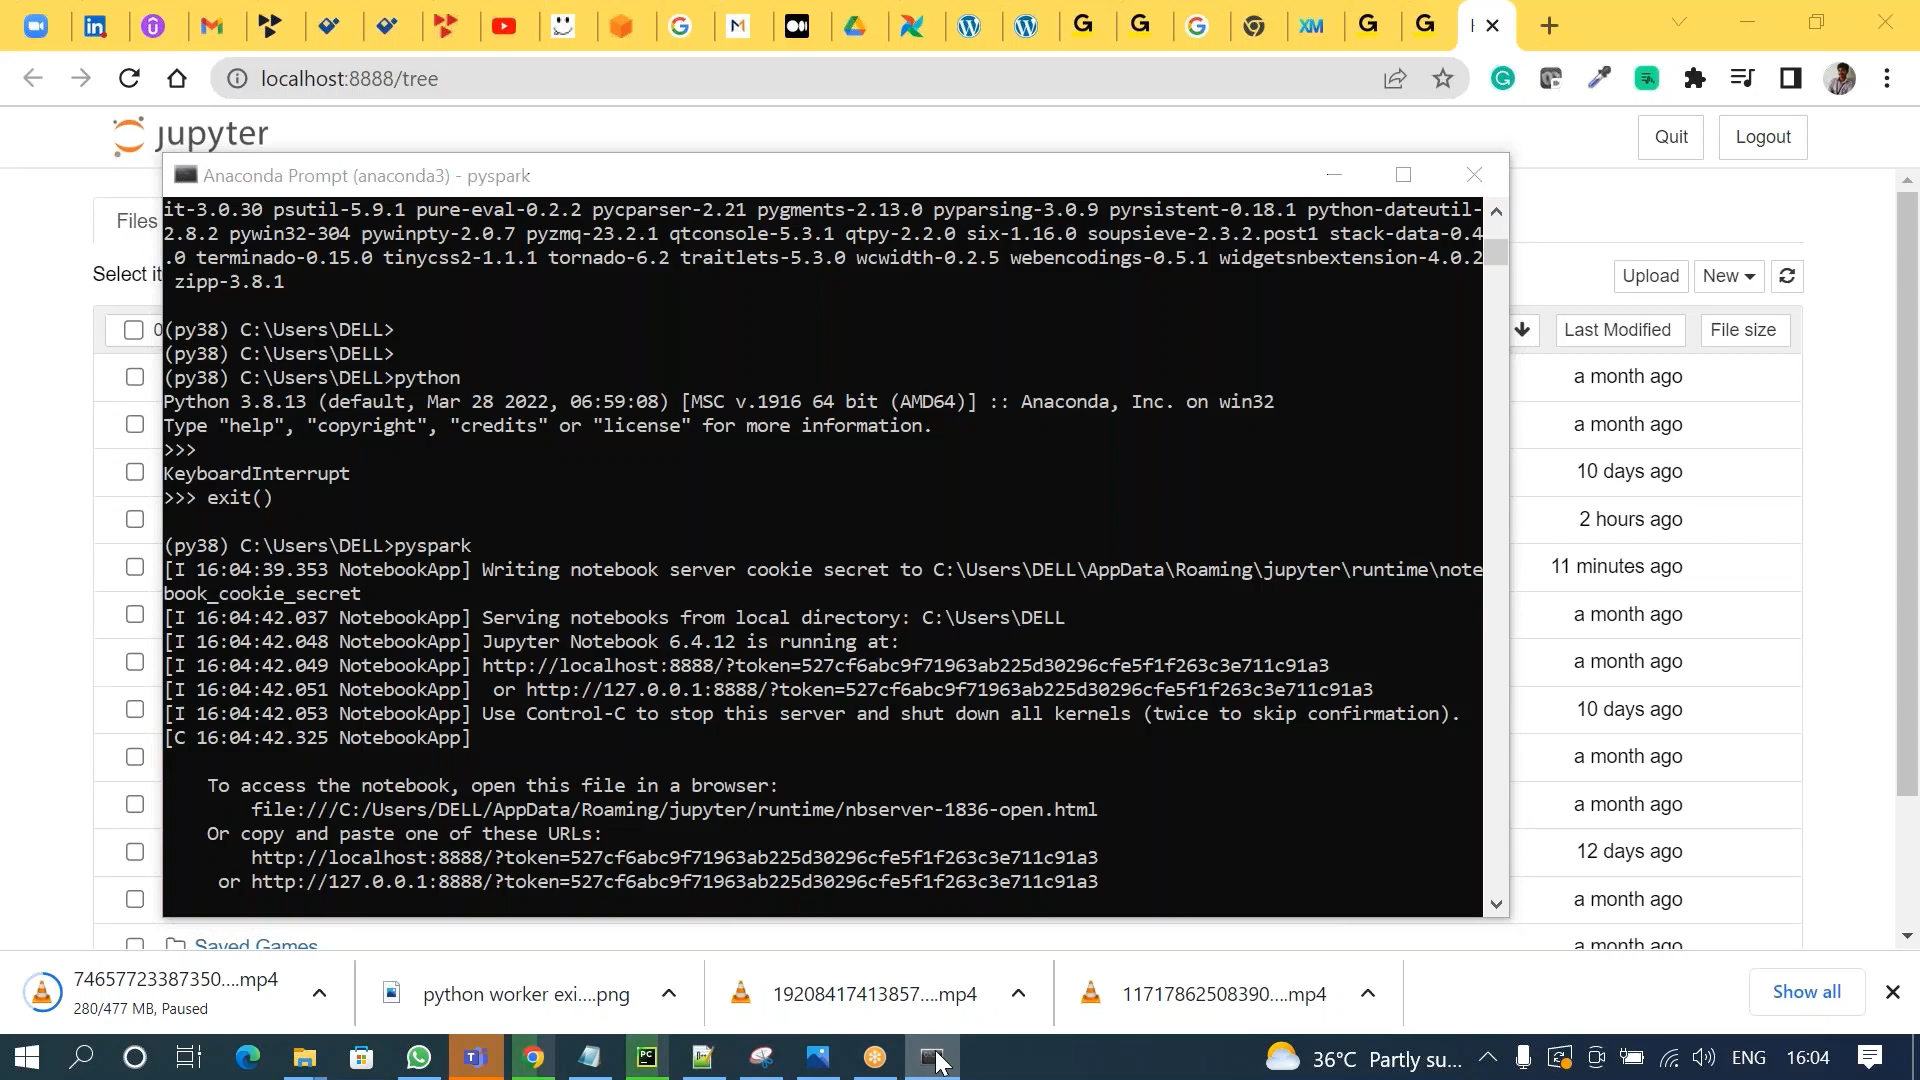 localhost:8888/tree
jupyter
Quit
Logout
Anaconda Prompt (anaconda3) - pyspark
Files
Select it
Upload
New
0
Last Modified
File size
it-3.0.30 psutil-5.9.1 pure-eval-0.2.2 pycparser-2.21 pygments-2.13.0 pyparsing-3.0.9 pyrsistent-0.18.1 python-dateutil-
2.8.2 pywin32-304 pywinpty-2.0.7 pyzmq-23.2.1 qtconsole-5.3.1 qtpy-2.2.0 six-1.16.0 soupsieve-2.3.2.post1 stack-data-0.4
.0 terminado-0.15.0 tinycss2-1.1.1 tornado-6.2 traitlets-5.3.0 wcwidth-0.2.5 webencodings-0.5.1 widgetsnbextension-4.0.2
zipp-3.8.1
(py38) C:\Users\DELL>
(py38) C:\Users\DELL>
(py38) C:\Users\DELL>python
Python 3.8.13 (default, Mar 28 2022, 06:59:08) [MSC v.1916 64 bit (AMD64)] :: Anaconda, Inc. on win32
Type "help", "copyright", "credits" or "license" for more information.
>>>
KeyboardInterrupt
>>> exit()
(py38) C:\Users\DELL>pyspark
[I 16:04:39.353 NotebookApp] Writing notebook server cookie secret to C:\Users\DELL\AppData\Roaming\jupyter\runtime\note
book_cookie_secret
[I 16:04:42.037 NotebookApp] Serving notebooks from local directory: C:\Users\DELL
[I 16:04:42.048 NotebookApp] Jupyter Notebook 6.4.12 is running at:
[I 16:04:42.049 NotebookApp] http://localhost:8888/?token=527cf6abc9f71963ab225d30296cfe5f1f263c3e711c91a3
[I 16:04:42.051 NotebookApp]  or http://127.0.0.1:8888/?token=527cf6abc9f71963ab225d30296cfe5f1f263c3e711c91a3
[I 16:04:42.053 NotebookApp] Use Control-C to stop this server and shut down all kernels (twice to skip confirmation).
[C 16:04:42.325 NotebookApp]
To access the notebook, open this file in a browser:
file:///C:/Users/DELL/AppData/Roaming/jupyter/runtime/nbserver-1836-open.html
Or copy and paste one of these URLs:
http://localhost:8888/?token=527cf6abc9f71963ab225d30296cfe5f1f263c3e711c91a3
or http://127.0.0.1:8888/?token=527cf6abc9f71963ab225d30296cfe5f1f263c3e711c91a3
a month ago
a month ago
10 days ago
2 hours ago
11 minutes ago
a month ago
a month ago
10 days ago
a month ago
a month ago
12 days ago
a month ago
Saved Games
a month ago
74657723387350....mp4
280/477 MB, Paused
python worker exi....png
19208417413857....mp4
11717862508390....mp4
Show all
36°C Partly su...
ENG
16:04